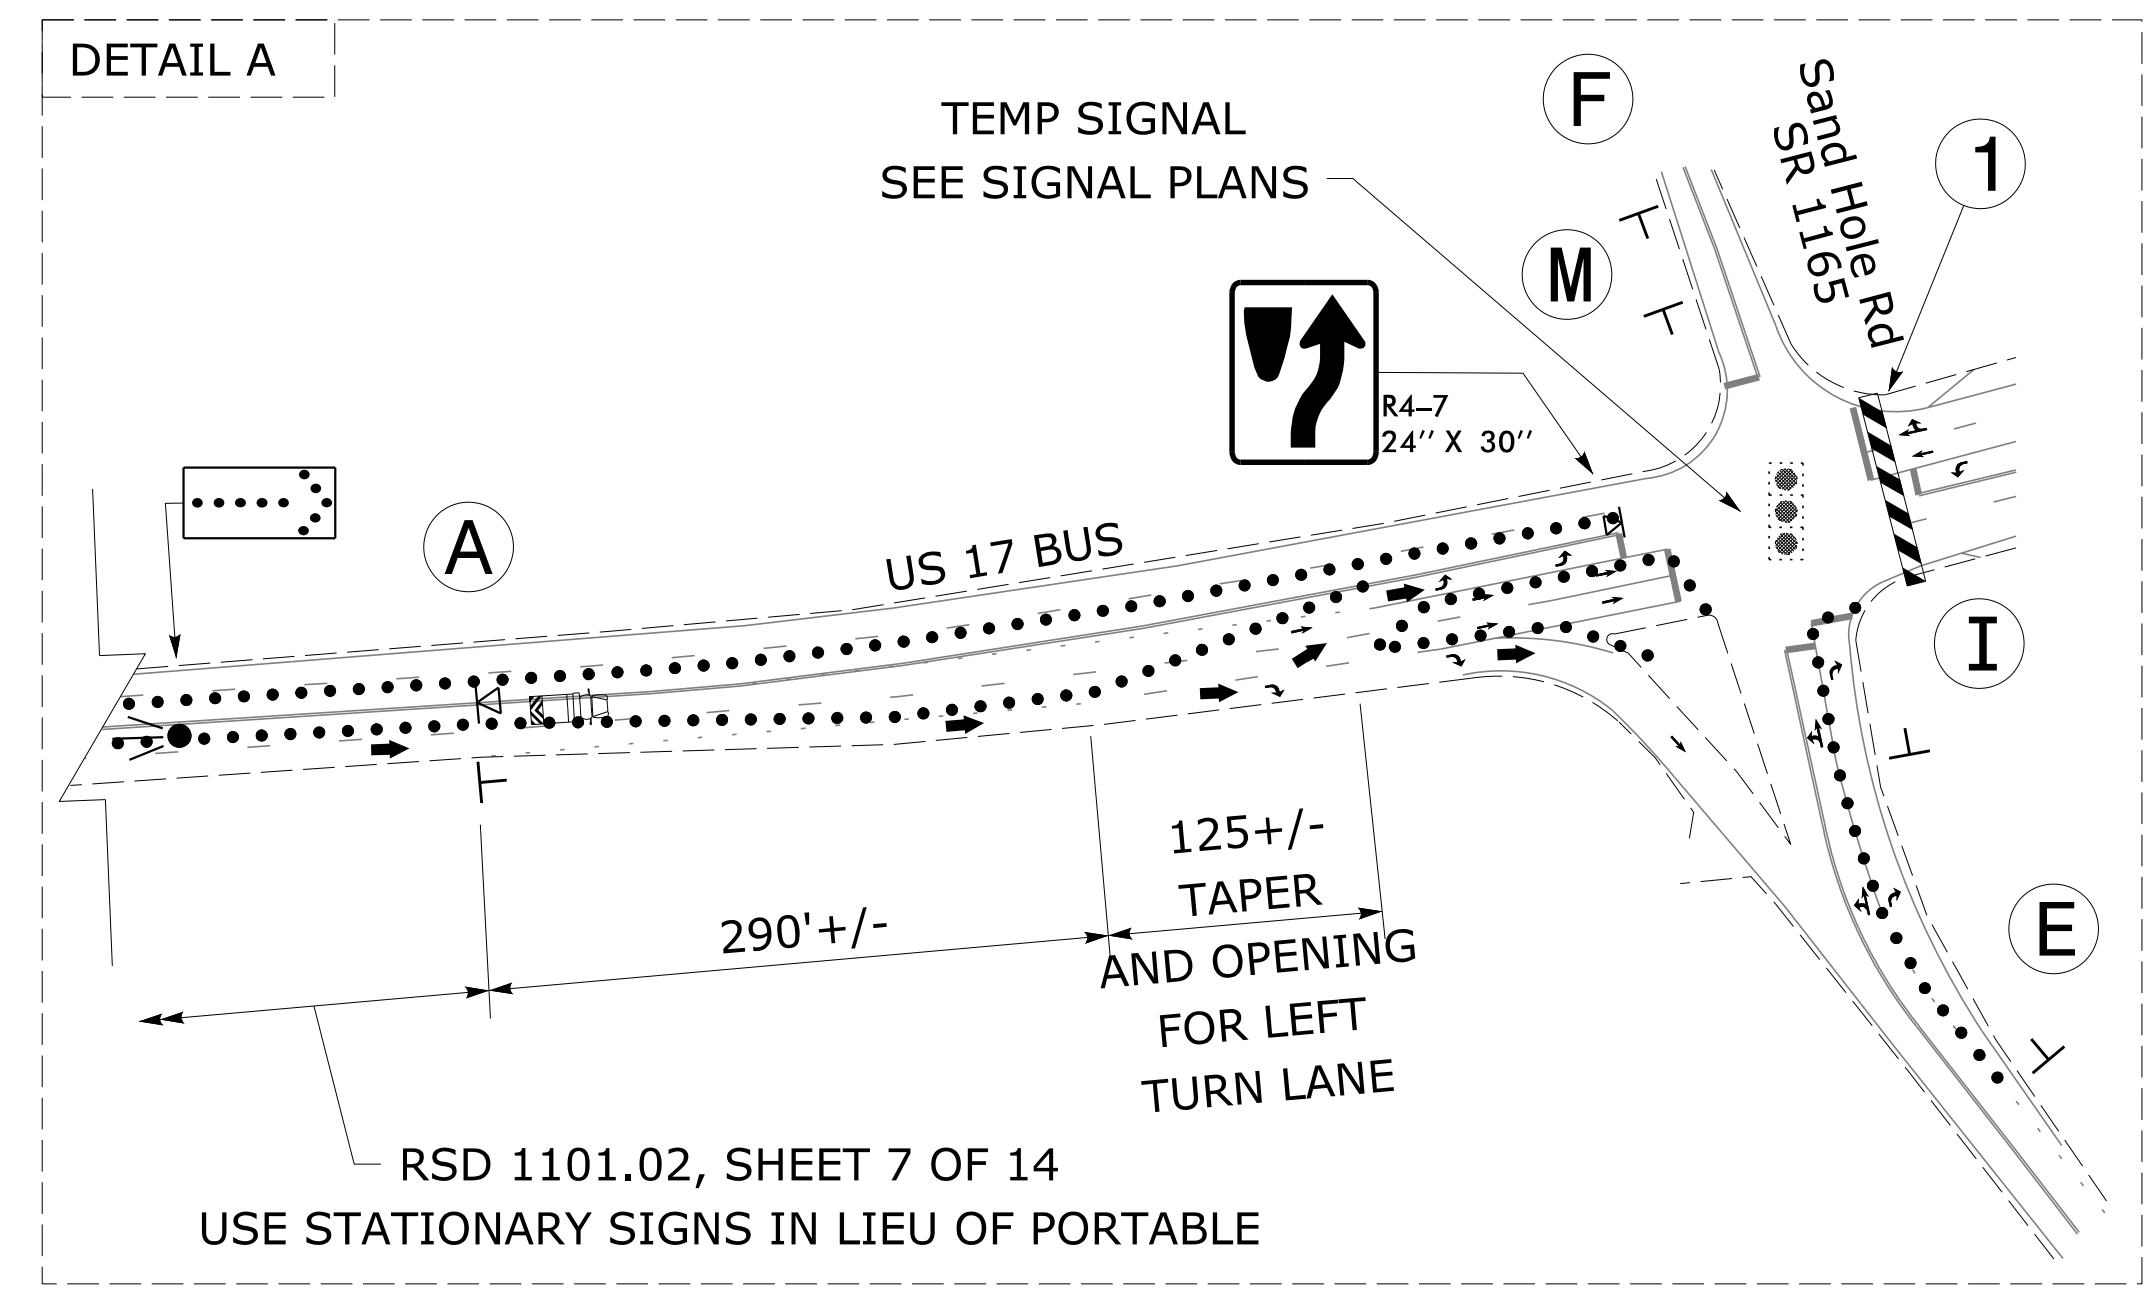 DETAIL A
TEMP SIGNAL
SEE SIGNAL PLANS
F
Sand Hole Rd
SR 1165
1
M
R4-7
24'' X 30''
A
US 17 BUS
I
125+/-
TAPER
AND OPENING
FOR LEFT
TURN LANE
290'+/-
E
RSD 1101.02, SHEET 7 OF 14
USE STATIONARY SIGNS IN LIEU OF PORTABLE